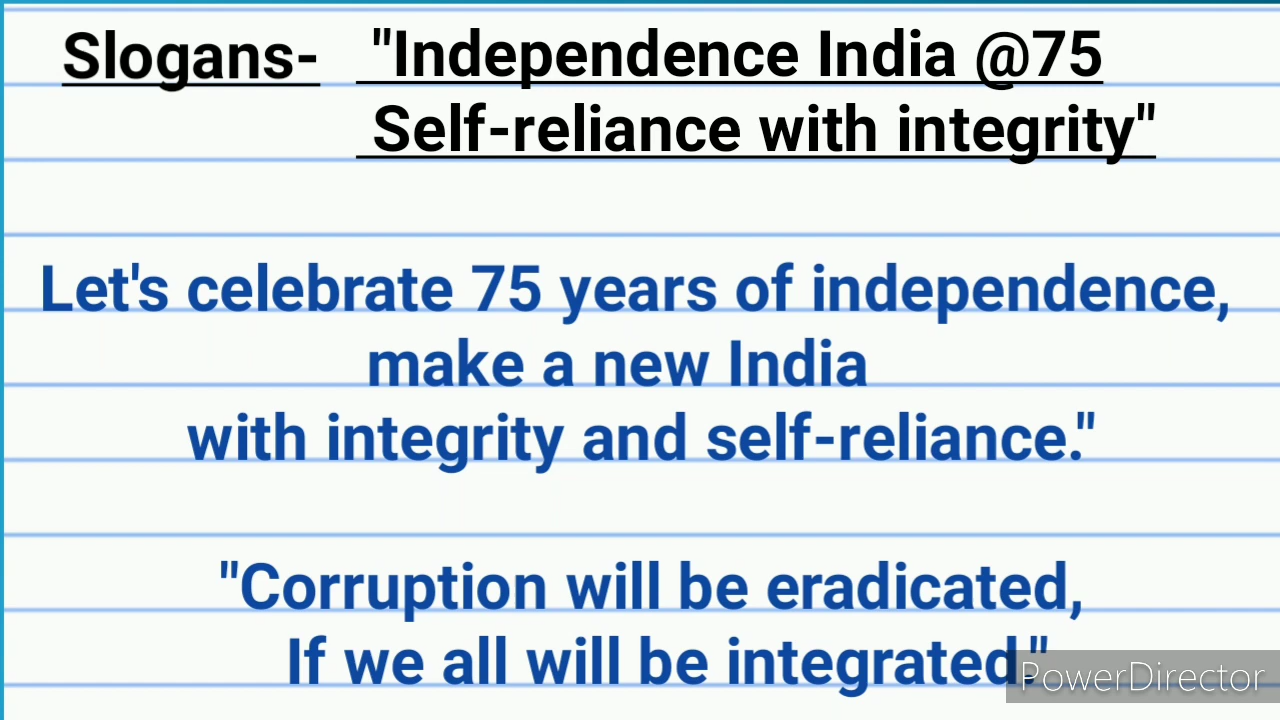 Slogans- "Independence India @75
Self-reliance with integrity"
Let's celebrate 75 years of independence,
make a new India
with integrity and self-reliance."
"Corruption will be eradicated,
If we all will be integrated."
PowerDirector